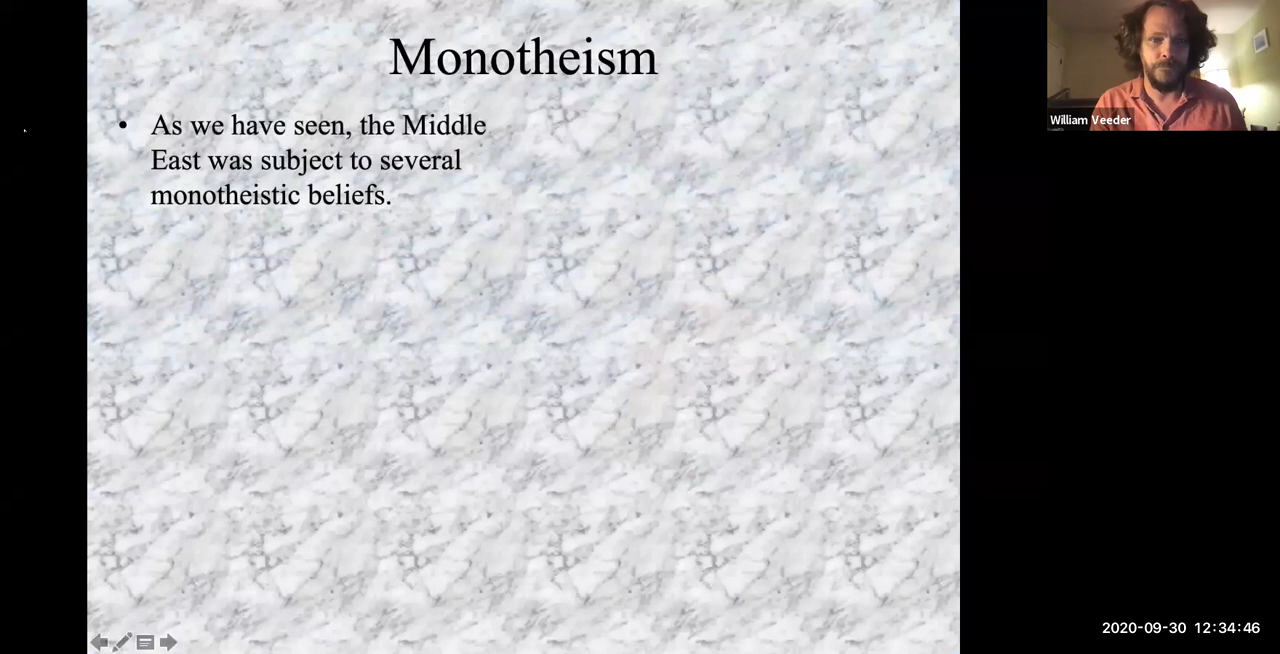 Monotheism
• As we have seen, the Middle
East was subject to several
monotheistic beliefs.
William Veeder
2020-09-30 12:34:46